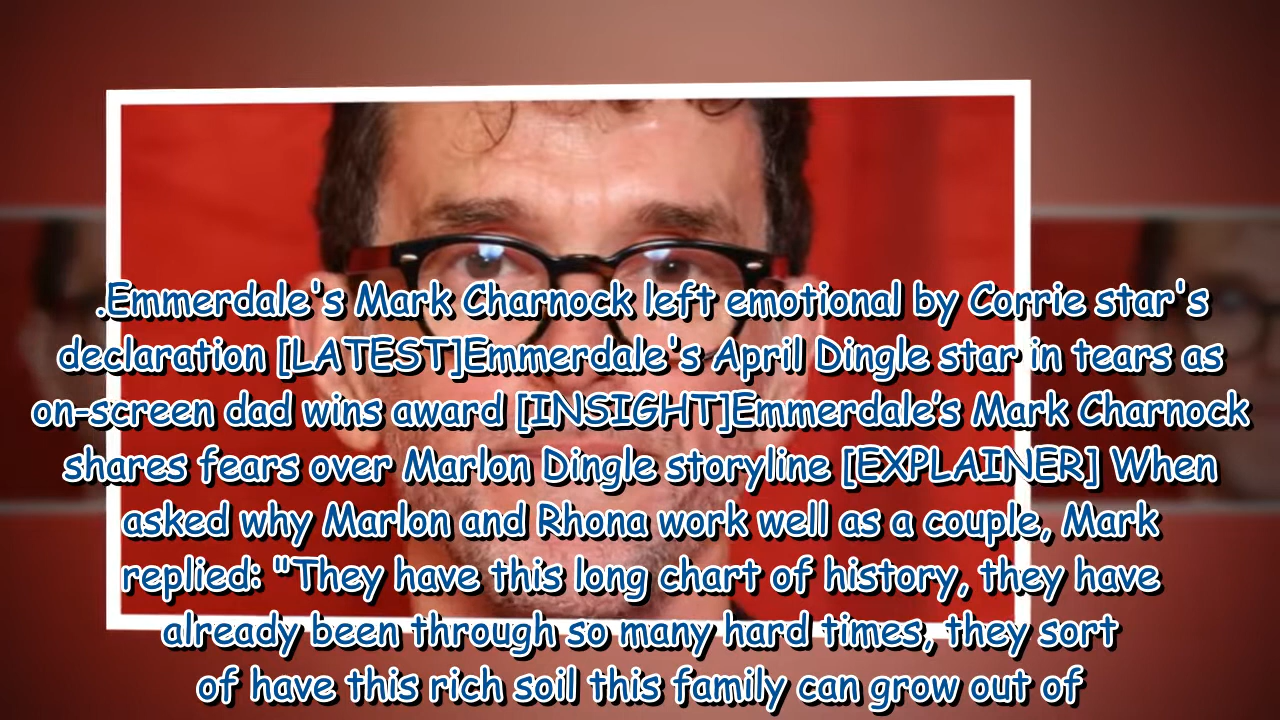 .Emmerdale's Mark Charnock left emotional by Corrie star's
declaration [LATEST]Emmerdale's April Dingle star in tears as
on-screen dad wins award [INSIGHT]Emmerdale’s Mark Charnock
shares fears over Marlon Dingle storyline [EXPLAINER] When
asked why Marlon and Rhona work well as a couple, Mark
replied: "They have this long chart of history, they have
already been through so many hard times, they sort
of have this rich soil this family can grow out of